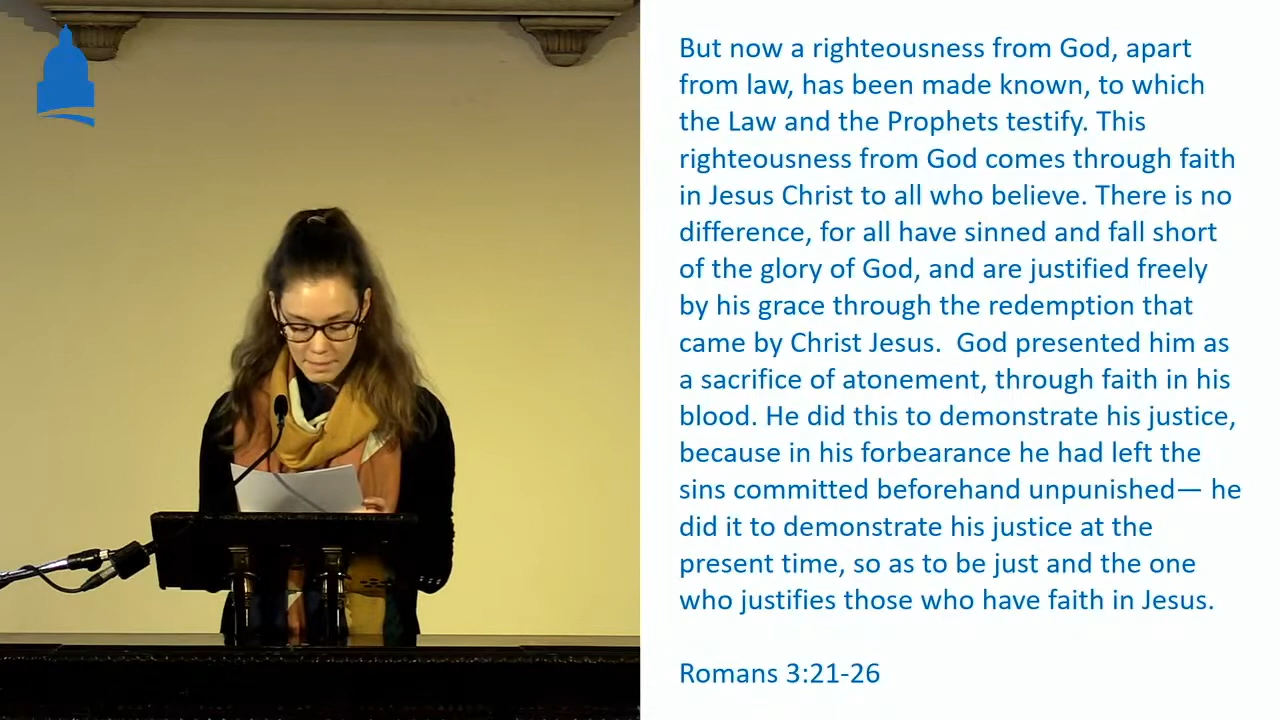 But now a righteousness from God, apart
from law, has been made known, to which
the Law and the Prophets testify. This
righteousness from God comes through faith
in Jesus Christ to all who believe. There is no
difference, for all have sinned and fall short
of the glory of God, and are justified freely
by his grace through the redemption that
came by Christ Jesus.  God presented him as
a sacrifice of atonement, through faith in his
blood. He did this to demonstrate his justice,
because in his forbearance he had left the
sins committed beforehand unpunished— he
did it to demonstrate his justice at the
present time, so as to be just and the one
who justifies those who have faith in Jesus.
Romans 3:21-26